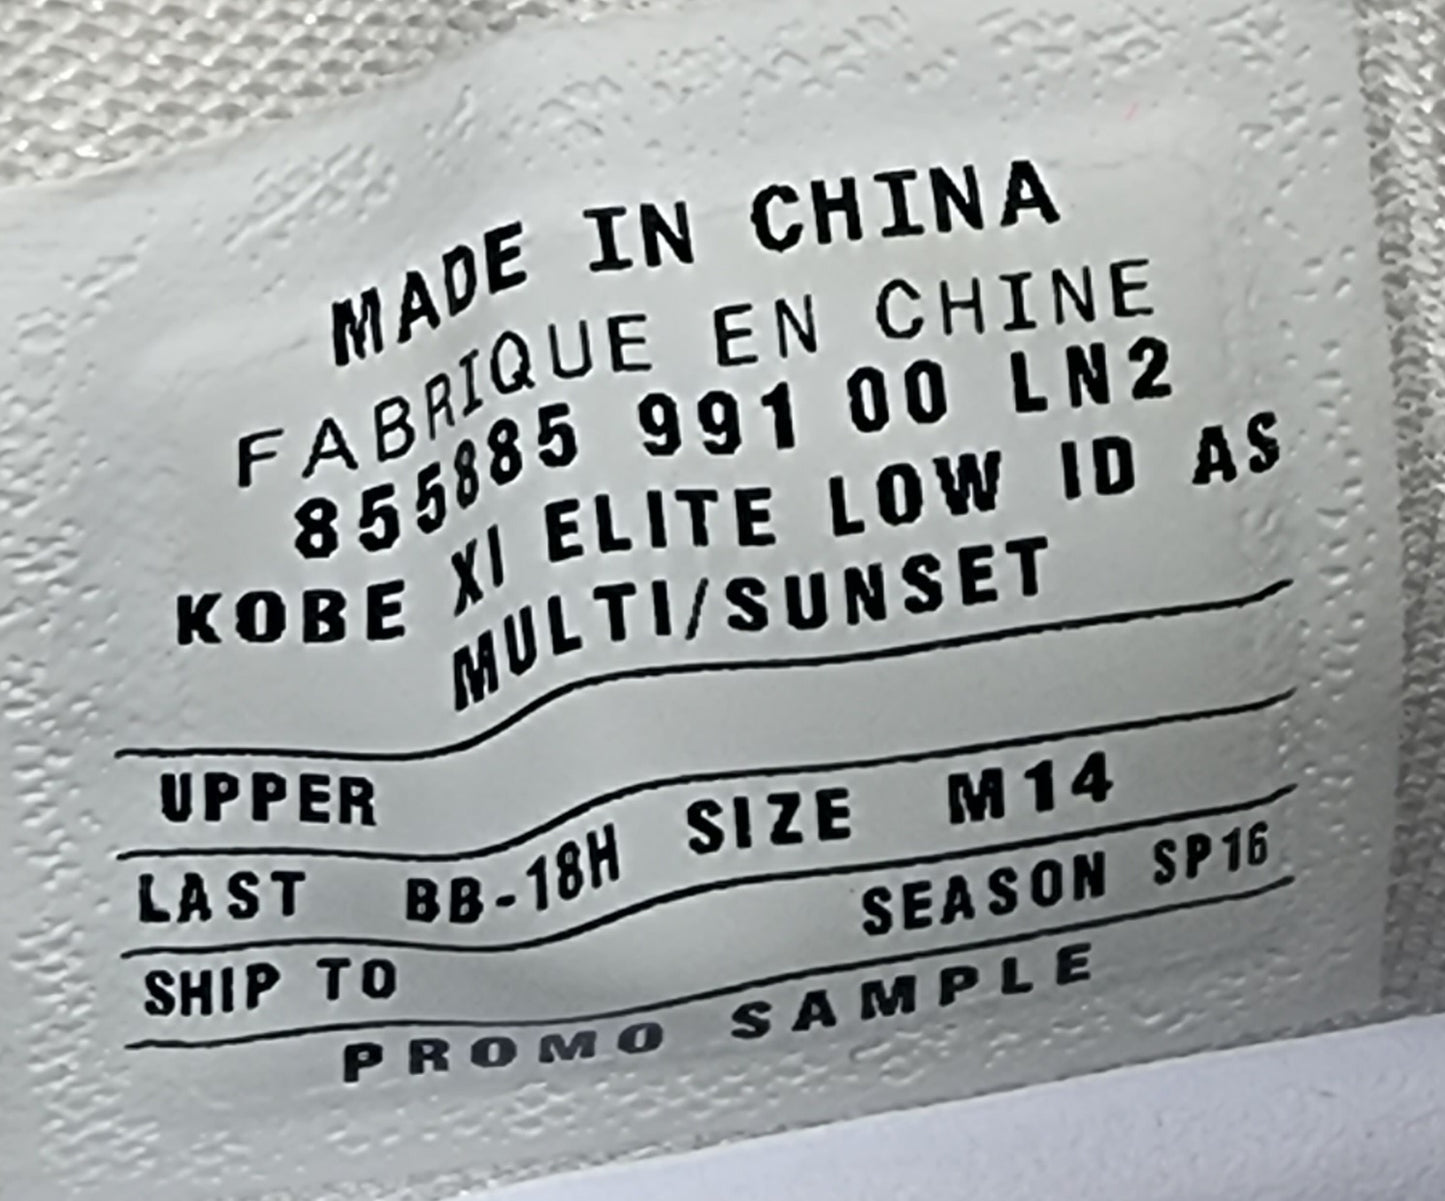 MADE IN CHINA
FABRIQUE EN CHINE
855885 991 00 LN2
KOBE XI ELITE LOW ID AS
MULTI/SUNSET
UPPER
LAST BB-18H SIZE M14
SHIP TO SEASON SP16
PROMO SAMPLE